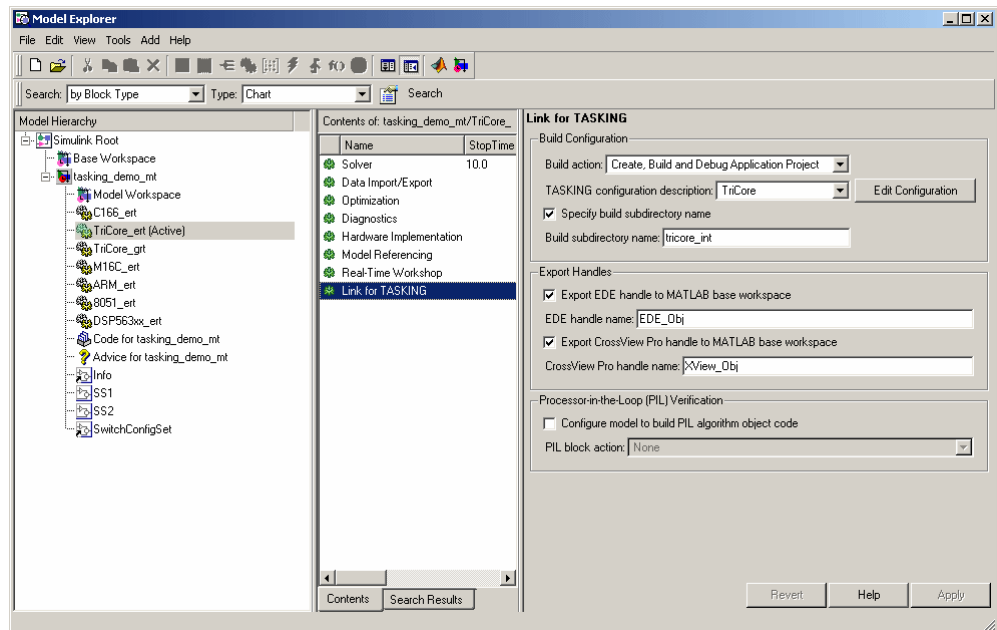 Model Explorer
File Edit View Tools Add Help
Search: by Block Type Type: Chart Search
Model Hierarchy
Simulink Root
Base Workspace
tasking_demo_mt
Model Workspace
C166_ert
TriCore_ert (Active)
TriCore_grt
M16C_ert
ARM_ert
8051_ert
DSP563xx_ert
Code for tasking_demo_mt
Advice for tasking_demo_mt
Info
SS1
SS2
SwitchConfigSet
Contents of: tasking_demo_mt/TriCore_
Name StopTime
Solver 10.0
Data Import/Export
Optimization
Diagnostics
Hardware Implementation
Model Referencing
Real-Time Workshop
Link for TASKING
Contents Search Results
Link for TASKING
Build Configuration
Build action: Create, Build and Debug Application Project
TASKING configuration description: TriCore Edit Configuration
Specify build subdirectory name
Build subdirectory name: tricore_int
Export Handles
Export EDE handle to MATLAB base workspace
EDE handle name: EDE_Obj
Export CrossView Pro handle to MATLAB base workspace
CrossView Pro handle name: XView_Obj
Processor-in-the-Loop (PIL) Verification
Configure model to build PIL algorithm object code
PIL block action: None
Revert Help Apply